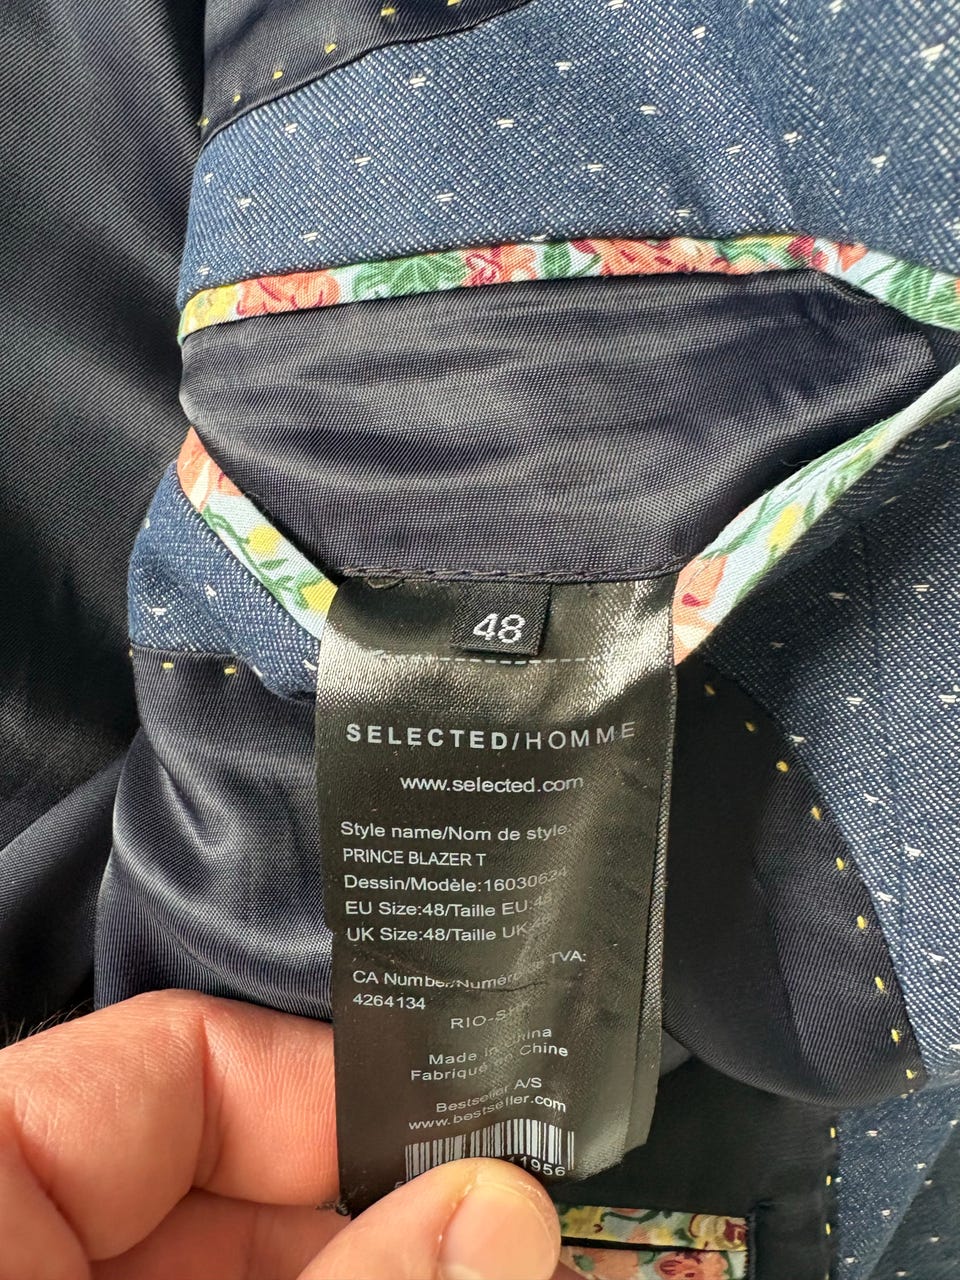 48
SELECTED/HOMME
www.selected.com
Style name/Nom de style:
PRINCE BLAZER T
Dessin/Modèle:16030624
EU Size:48/Taille EU:48
UK Size:48/Taille UK:
CA Number/Numéro TVA:
4264134
Made in China
Fabriqué en Chine
Bestseller A/S
www.bestseller.com
11956